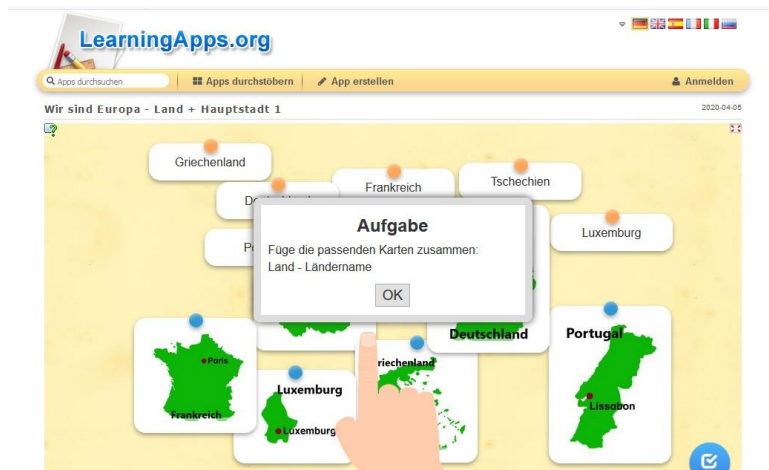 LearningApps.org
Apps durchsuchen
Apps durchstöbern
App erstellen
Anmelden
Wir sind Europa - Land + Hauptstadt 1
2020-04-05
Griechenland
Frankreich
Tschechien
Luxemburg
Aufgabe
Füge die passenden Karten zusammen:
Land - Ländername
OK
Deutschland
Portugal
Paris
Frankreich
Luxemburg
Luxemburg
riechenland
Lissabon